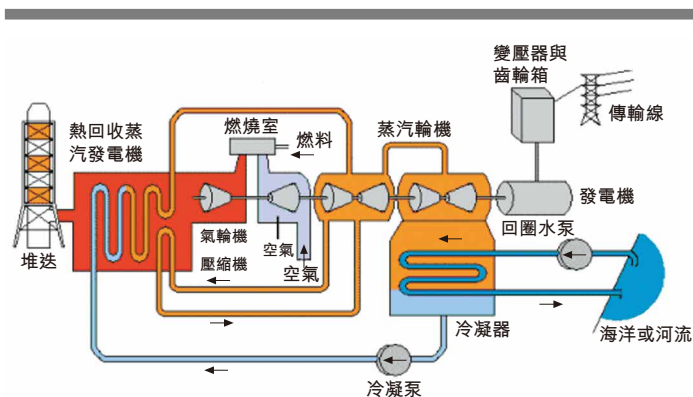 變壓器與
齒輪箱
傳輸線
熱回收蒸
汽發電機
燃燒室
燃料
蒸汽輪機
發電機
氣輪機
壓縮機
空氣
空氣
回圈水泵
堆迭
冷凝器
海洋或河流
冷凝泵